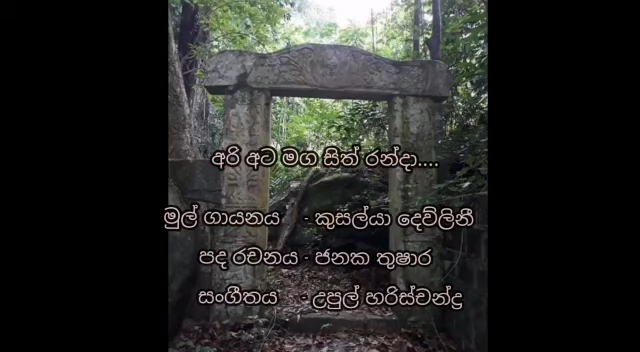 අරි අට මග සිත් රන්දා....
මුල් ගායනය - කුසල්යා දෙව්ලිනී
පද රචනය - ජනක තුෂාර
සංගීතය - උපුල් හරිස්චන්ද්‍ර